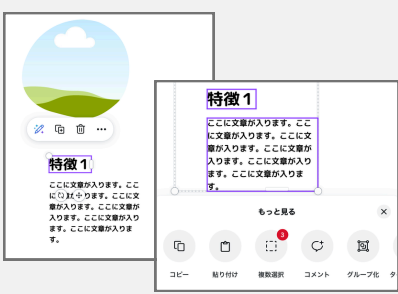 特徴１
ここに文章が入ります。ここ
に文章が入ります。ここに文
章が入ります。ここに文章が
入ります。ここに文章が入り
ます。ここに文章が入りま
す。
特徴１
ここに文章が入ります。ここ
に文章が入ります。ここに文
章が入ります。ここに文章が
入ります。ここに文章が入り
ます。ここに文章が入りま
す。
もっと見る
3
コピー
貼り付け
複数選択
コメント
グループ化